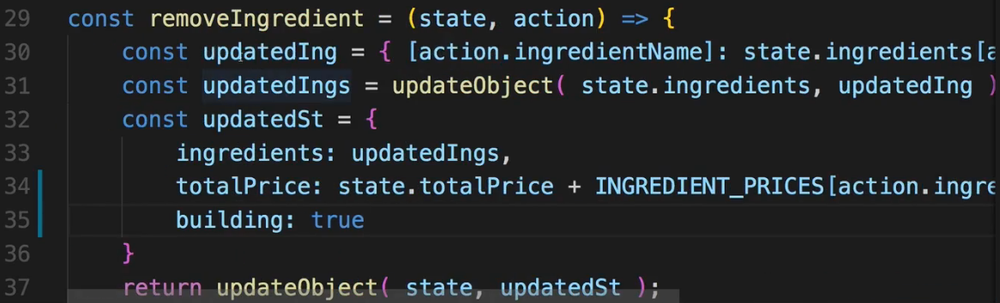 29 const removeIngredient = (state, action) => {
30 const updatedIng = { [action.ingredientName]: state.ingredients[a
31 const updatedIngs = updateObject( state.ingredients, updatedIng )
32 const updatedSt = {
33 ingredients: updatedIngs,
34 totalPrice: state.totalPrice + INGREDIENT_PRICES[action.ingre
35 building: true
36 }
37 return updateObject( state, updatedSt );